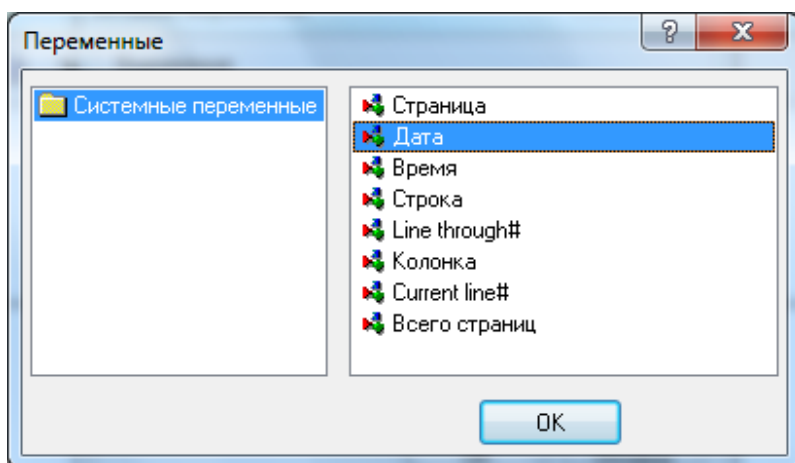 Переменные
Системные переменные
Страница
Дата
Время
Строка
Line through#
Колонка
Current line#
Всего страниц
OK